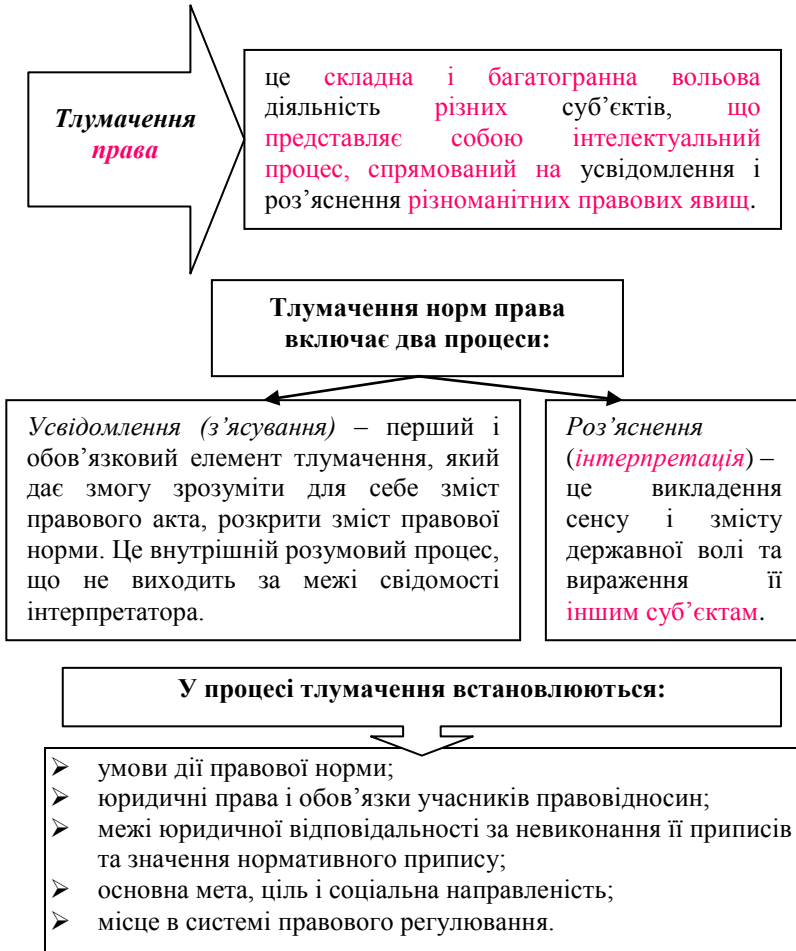 Тлумачення
права
це складна і багатогранна вольова
діяльність різних суб’єктів, що
представляє собою інтелектуальний
процес, спрямований на усвідомлення і
роз’яснення різноманітних правових явищ.
Тлумачення норм права
включає два процеси:
Усвідомлення (з’ясування) – перший і
обов’язковий елемент тлумачення, який
дає змогу зрозуміти для себе зміст
правового акта, розкрити зміст правової
норми. Це внутрішній розумовий процес,
що не виходить за межі свідомості
інтерпретатора.
Роз’яснення
(інтерпретація) –
це викладення
сенсу і змісту
державної волі та
вираження її
іншим суб’єктам.
У процесі тлумачення встановлюються:
➢ умови дії правової норми;
➢ юридичні права і обов’язки учасників правовідносин;
➢ межі юридичної відповідальності за невиконання її приписів
та значення нормативного припису;
➢ основна мета, ціль і соціальна направленість;
➢ місце в системі правового регулювання.